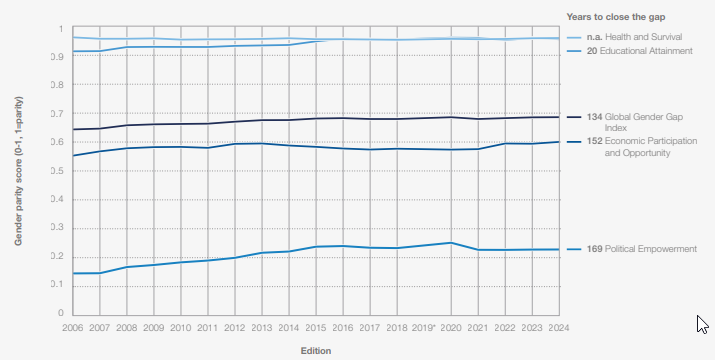 Years to close the gap
n.a. Health and Survival
20 Educational Attainment
134 Global Gender Gap
Index
152 Economic Participation
and Opportunity
169 Political Empowerment
Gender parity score (0-1, 1=parity)
1
0.9
0.8
0.7
0.6
0.5
0.4
0.3
0.2
0.1
0
2006 2007 2008 2009 2010 2011 2012 2013 2014 2015 2016 2017 2018 2019* 2020 2021 2022 2023 2024
Edition